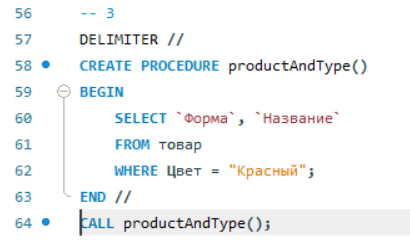 56 -- 3
57 DELIMITER //
58 CREATE PROCEDURE productAndType()
59 BEGIN
60 SELECT `Форма`, `Название`
61 FROM товар
62 WHERE Цвет = "Красный";
63 END //
64 CALL productAndType();